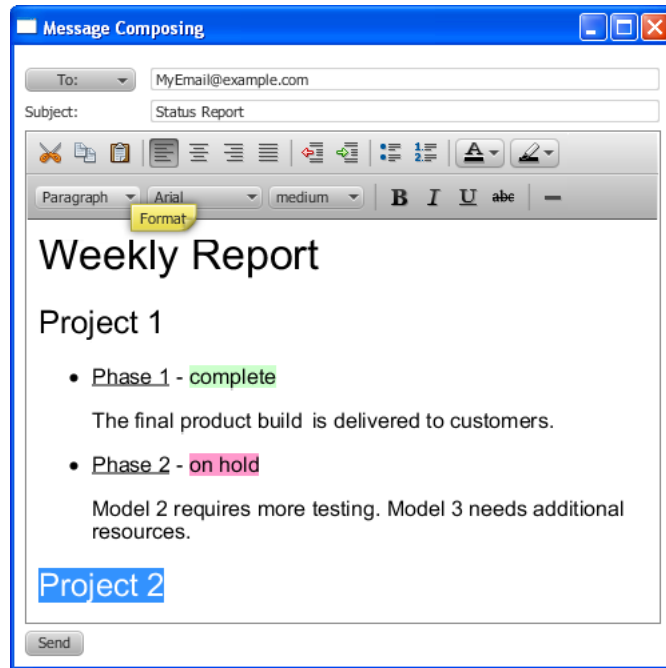 Message Composing
To:
MyEmail@example.com
Subject:
Status Report
A
Paragraph Arial medium B I U abc
Format
Weekly Report
Project 1
• Phase 1 - complete
The final product build is delivered to customers.
• Phase 2 - on hold
Model 2 requires more testing. Model 3 needs additional
resources.
Project 2
Send